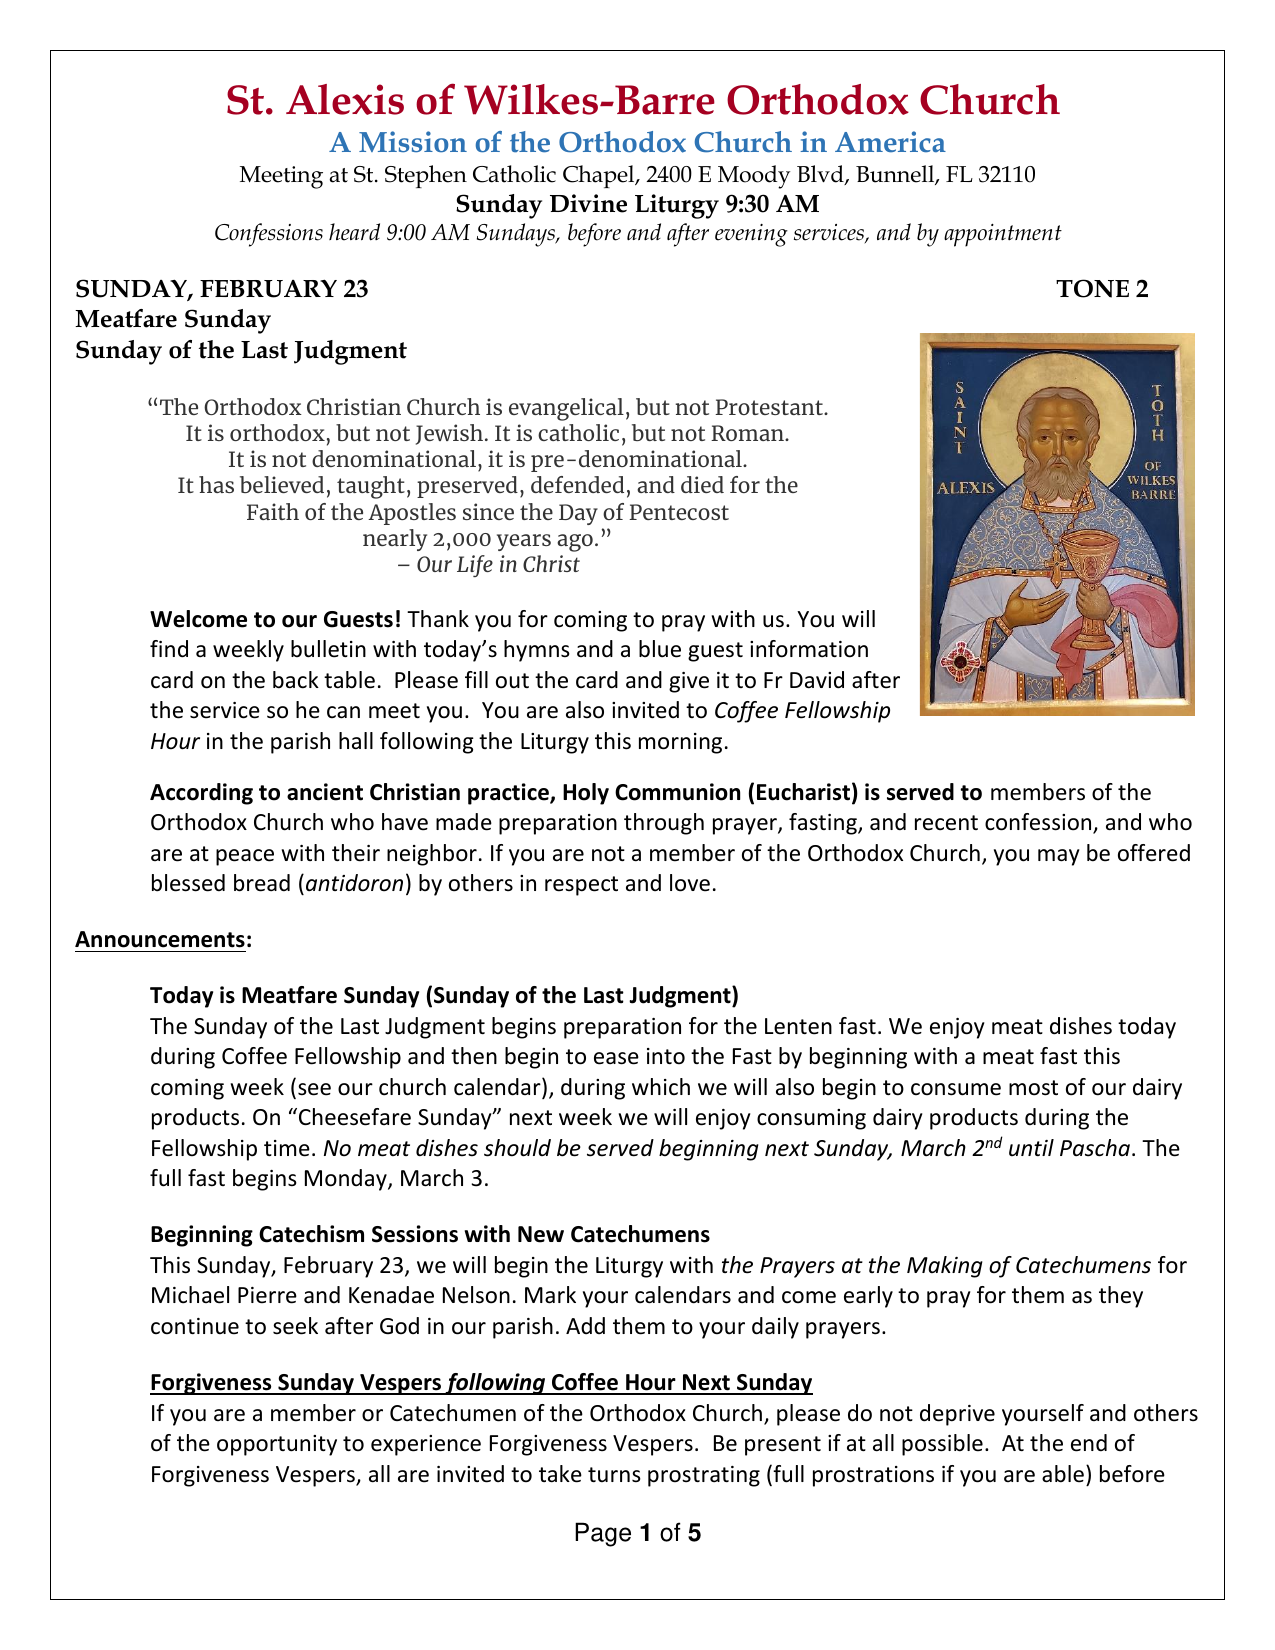 St. Alexis of Wilkes-Barre Orthodox Church
A Mission of the Orthodox Church in America
Meeting at St. Stephen Catholic Chapel, 2400 E Moody Blvd, Bunnell, FL 32110
Sunday Divine Liturgy 9:30 AM
Confessions heard 9:00 AM Sundays, before and after evening services, and by appointment
SUNDAY, FEBRUARY 23 TONE 2
Meatfare Sunday
Sunday of the Last Judgment
SAINT
ALEXIS
TOTH
OF
WILKES
BARRE
“The Orthodox Christian Church is evangelical, but not Protestant.
It is orthodox, but not Jewish. It is catholic, but not Roman.
It is not denominational, it is pre-denominational.
It has believed, taught, preserved, defended, and died for the
Faith of the Apostles since the Day of Pentecost
nearly 2,000 years ago.”
– Our Life in Christ
Welcome to our Guests! Thank you for coming to pray with us. You will
find a weekly bulletin with today’s hymns and a blue guest information
card on the back table. Please fill out the card and give it to Fr David after
the service so he can meet you. You are also invited to Coffee Fellowship
Hour in the parish hall following the Liturgy this morning.
According to ancient Christian practice, Holy Communion (Eucharist) is served to members of the
Orthodox Church who have made preparation through prayer, fasting, and recent confession, and who
are at peace with their neighbor. If you are not a member of the Orthodox Church, you may be offered
blessed bread (antidoron) by others in respect and love.
Announcements:
Today is Meatfare Sunday (Sunday of the Last Judgment)
The Sunday of the Last Judgment begins preparation for the Lenten fast. We enjoy meat dishes today
during Coffee Fellowship and then begin to ease into the Fast by beginning with a meat fast this
coming week (see our church calendar), during which we will also begin to consume most of our dairy
products. On “Cheesefare Sunday” next week we will enjoy consuming dairy products during the
Fellowship time. No meat dishes should be served beginning next Sunday, March 2nd until Pascha. The
full fast begins Monday, March 3.
Beginning Catechism Sessions with New Catechumens
This Sunday, February 23, we will begin the Liturgy with the Prayers at the Making of Catechumens for
Michael Pierre and Kenadae Nelson. Mark your calendars and come early to pray for them as they
continue to seek after God in our parish. Add them to your daily prayers.
Forgiveness Sunday Vespers following Coffee Hour Next Sunday
If you are a member or Catechumen of the Orthodox Church, please do not deprive yourself and others
of the opportunity to experience Forgiveness Vespers. Be present if at all possible. At the end of
Forgiveness Vespers, all are invited to take turns prostrating (full prostrations if you are able) before
Page 1 of 5